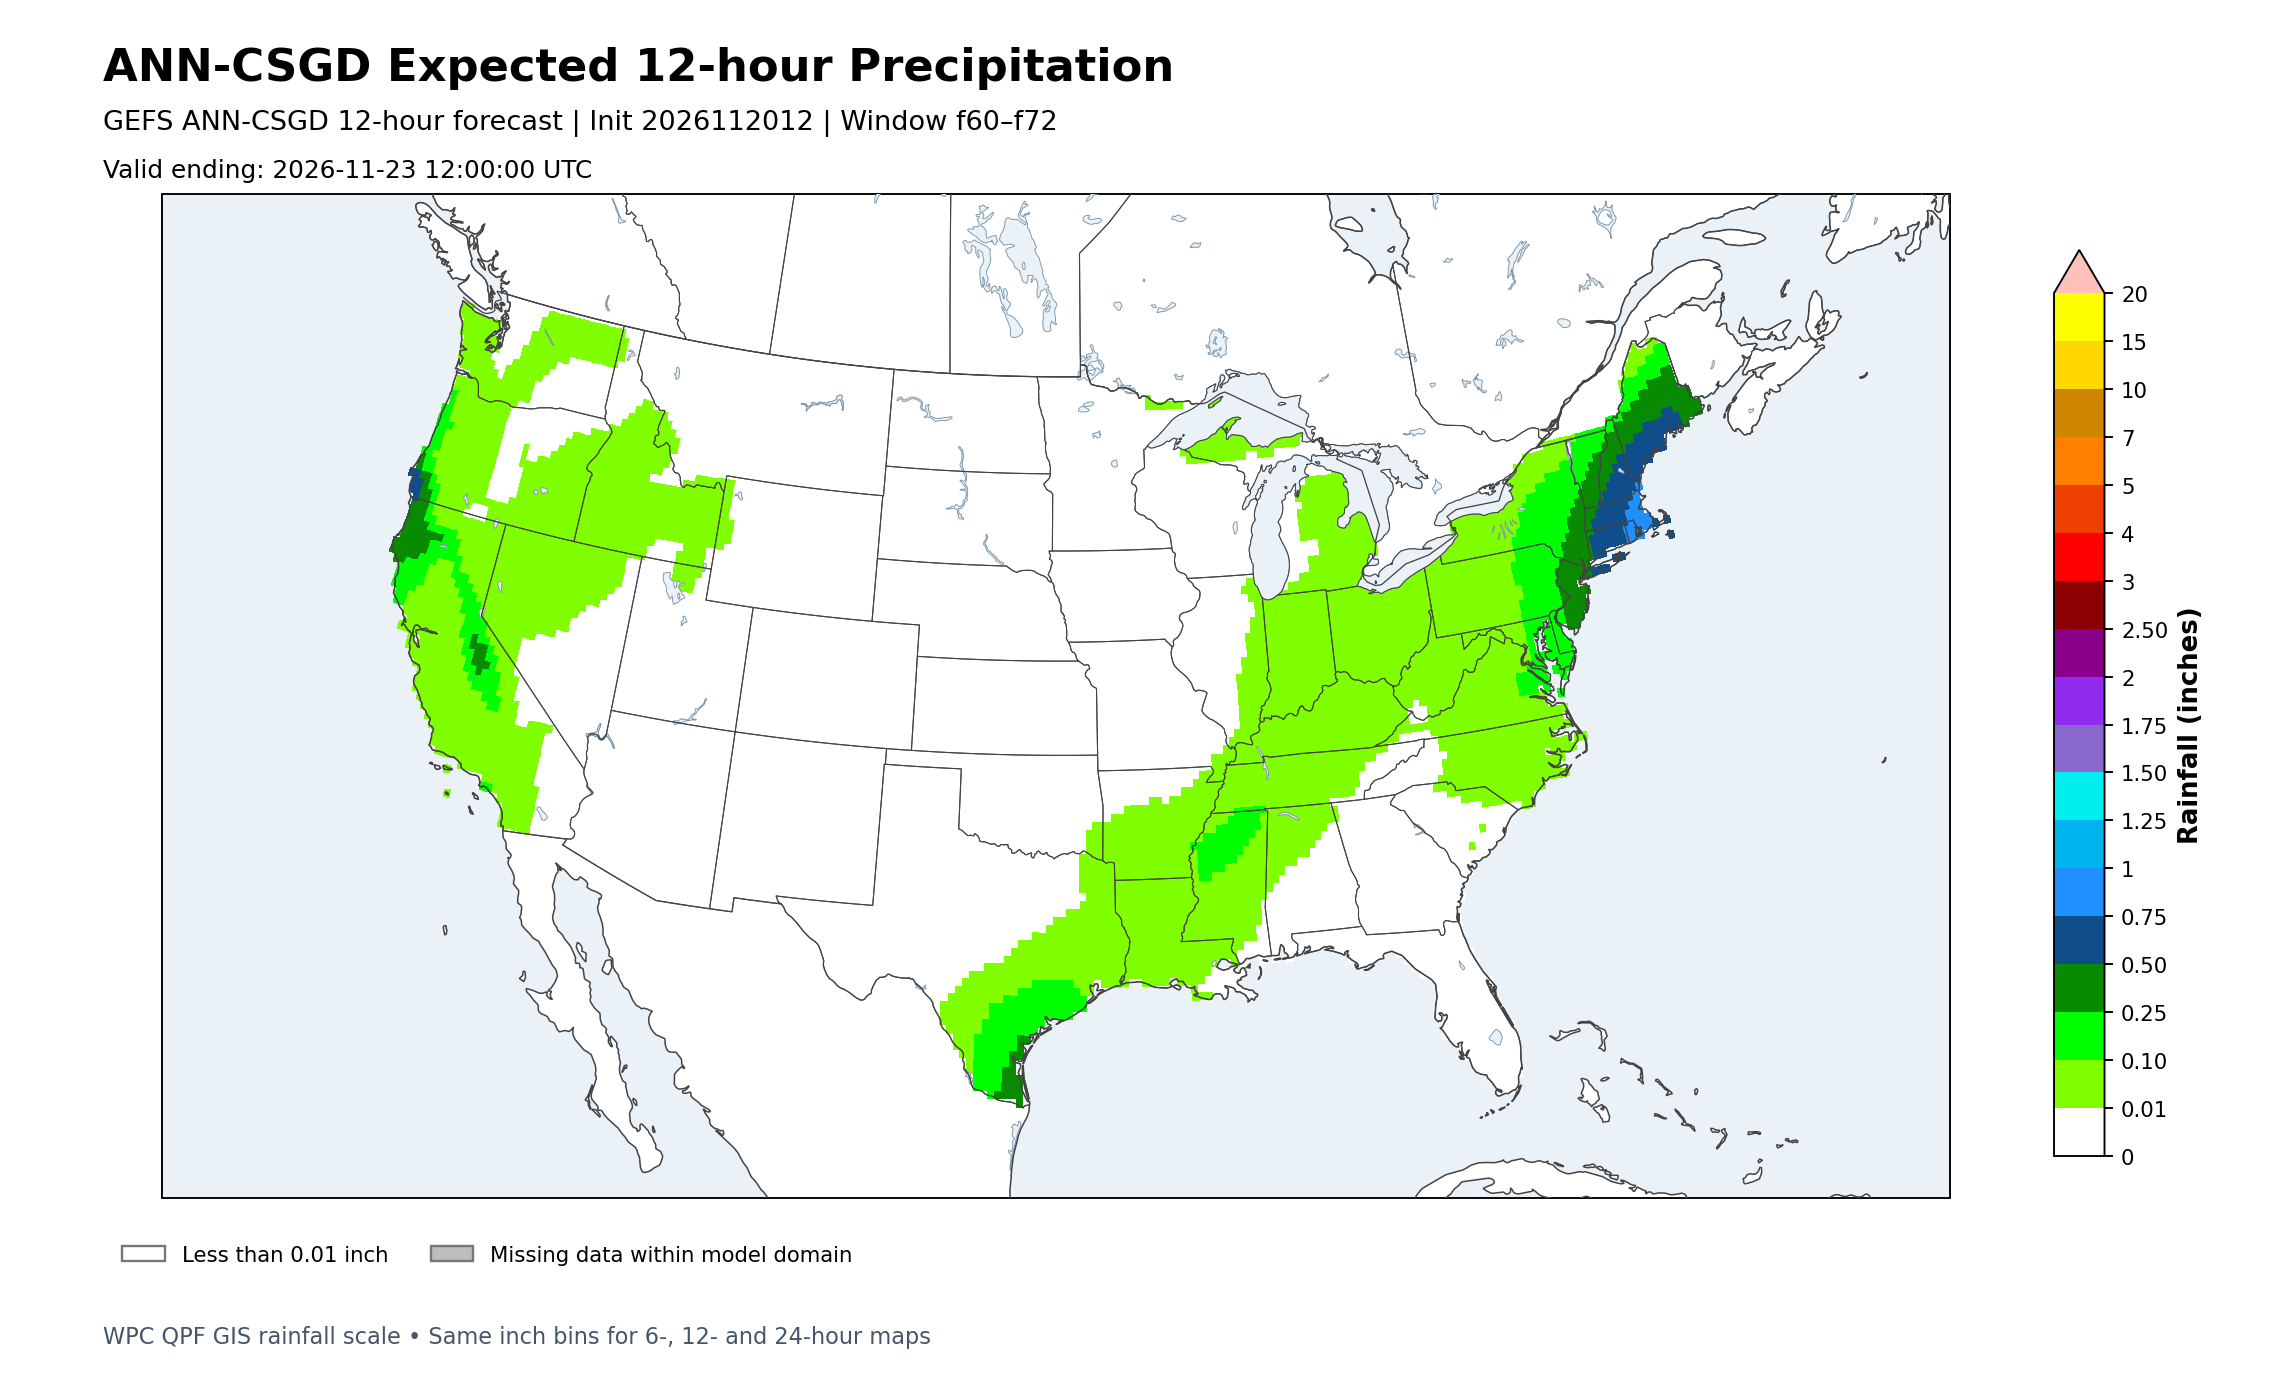 ANN-CSGD Expected 12-hour Precipitation
GEFS ANN-CSGD 12-hour forecast | Init 2026112012 | Window f60–f72
Valid ending: 2026-11-23 12:00:00 UTC
20
15
10
7
5
4
3
2.50
2
1.75
1.50
1.25
1
0.75
0.50
0.25
0.10
0.01
0
Rainfall (inches)
Less than 0.01 inch
Missing data within model domain
WPC QPF GIS rainfall scale • Same inch bins for 6-, 12- and 24-hour maps